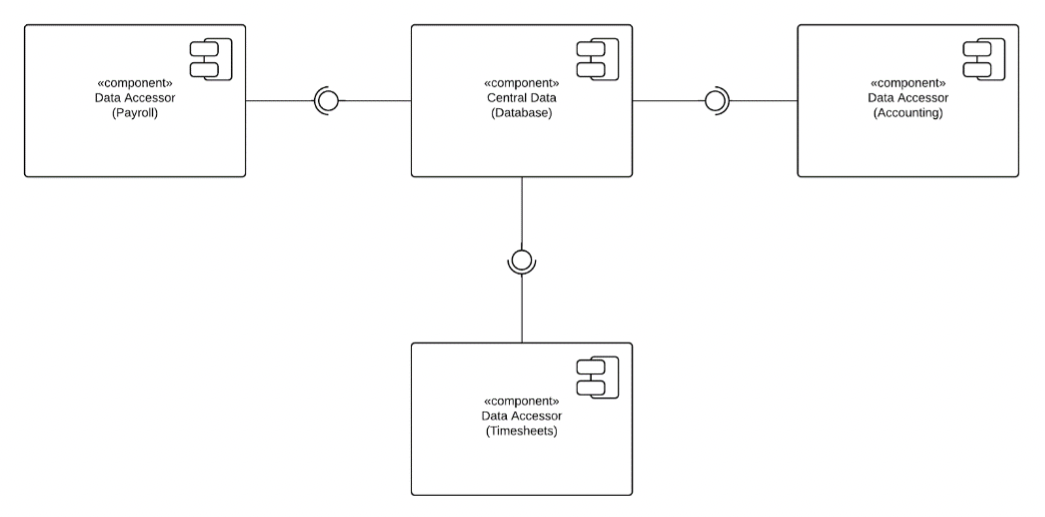 «component»
Data Accessor
(Payroll)
«component»
Central Data
(Database)
«component»
Data Accessor
(Accounting)
«component»
Data Accessor
(Timesheets)